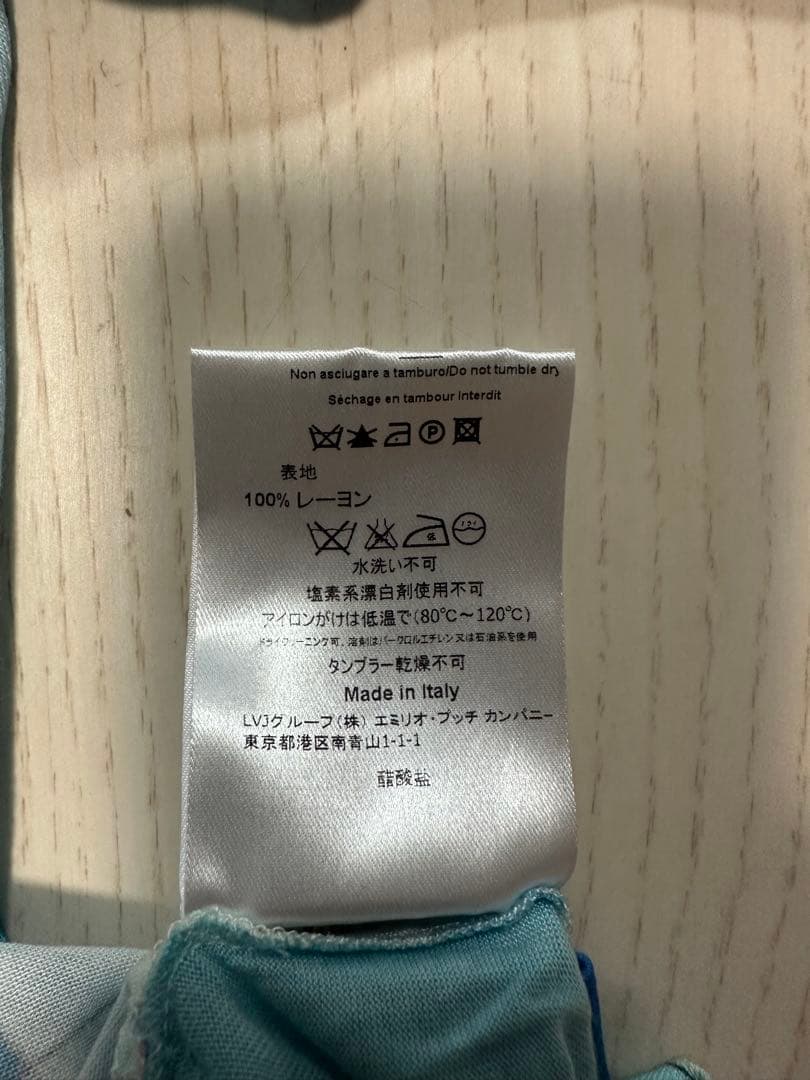 Non asciugare a tamburo/Do not tumble dry
Séchage en tambour Interdit
P
表地
100% レーヨン
低
水洗い不可
塩素系漂白剤使用不可
アイロンがけは低温で(80℃～120℃)
ドライクリーニング可、溶剤はパークロルエチレン又は石油系を使用
タンブラー乾燥不可
Made in Italy
LVJグループ(株) エミリオ・プッチ カンパニー
東京都港区南青山1-1-1
醋酸盐